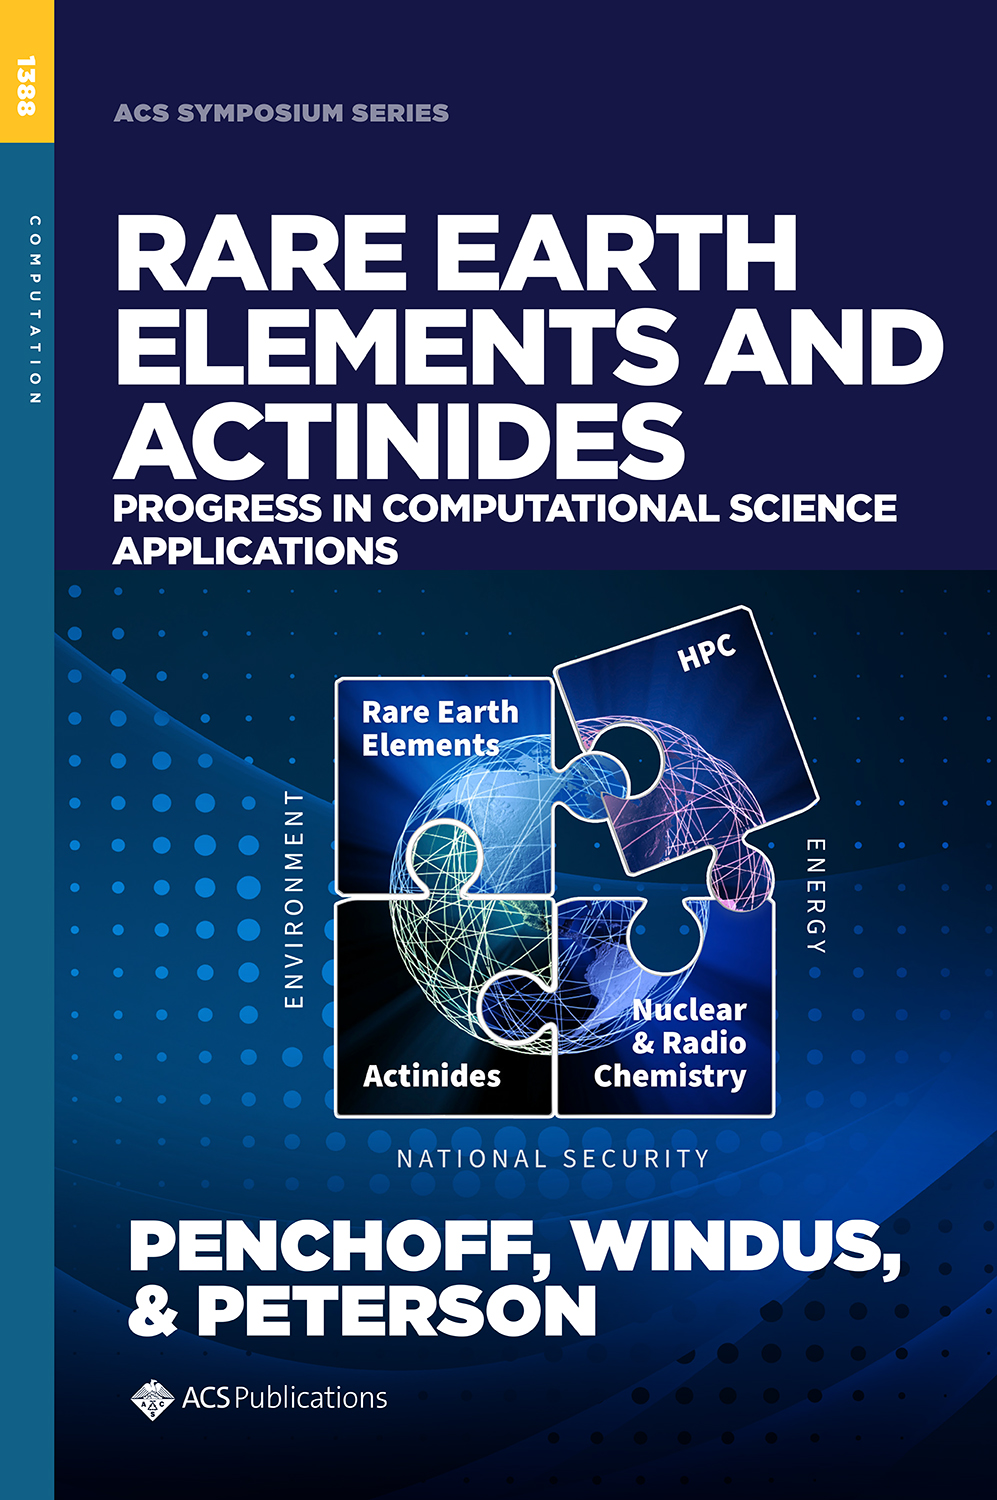 1388
COMPUTATION
ACS SYMPOSIUM SERIES
RARE EARTH
ELEMENTS AND
ACTINIDES
PROGRESS IN COMPUTATIONAL SCIENCE
APPLICATIONS
HPC
Rare Earth
Elements
ENVIRONMENT
ENERGY
Nuclear
& Radio
Chemistry
Actinides
NATIONAL SECURITY
PENCHOFF, WINDUS,
& PETERSON
A C S
ACS Publications